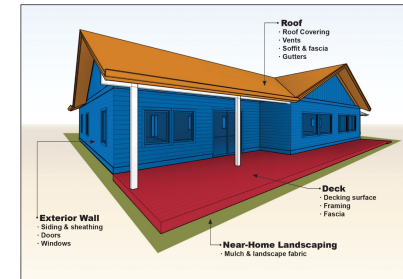 Roof
· Roof Covering
· Vents
· Soffit & fascia
· Gutters
Deck
· Decking surface
· Framing
· Fascia
Exterior Wall
· Siding & sheathing
· Doors
· Windows
Near-Home Landscaping
· Mulch & landscape fabric